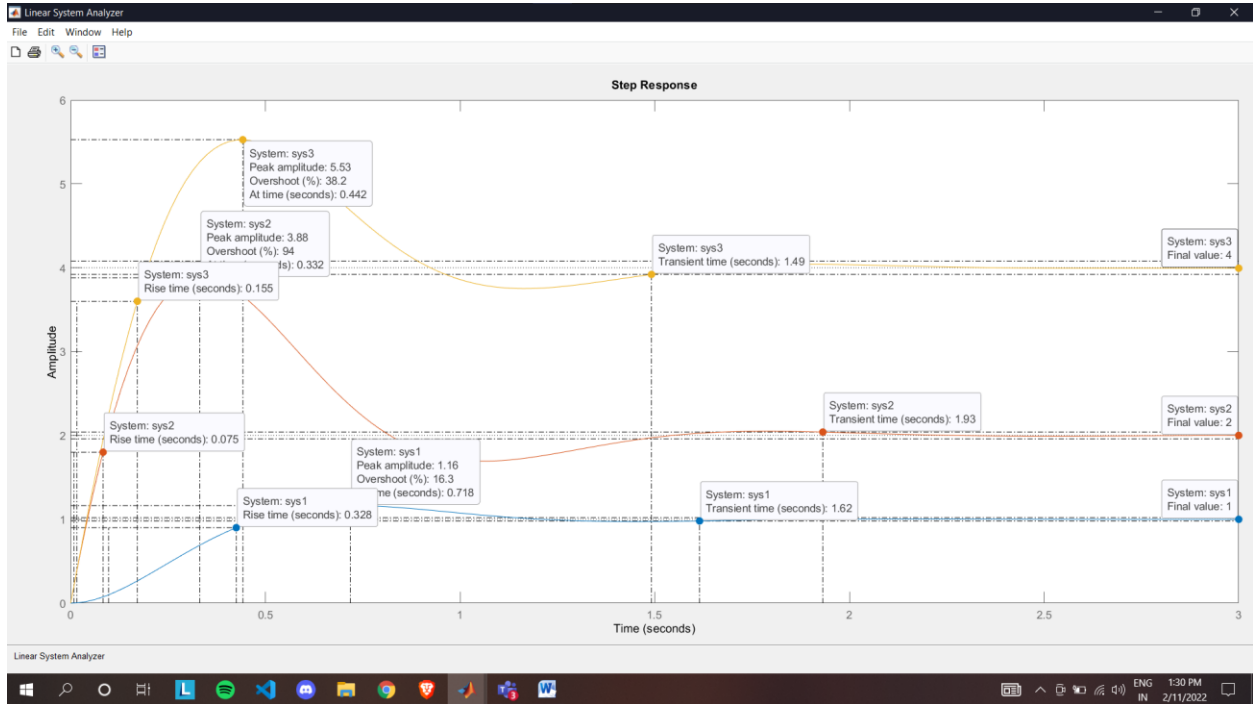 Linear System Analyzer
File Edit Window Help
Step Response
6
5
4
3
2
1
0
Amplitude
System: sys3
Peak amplitude: 5.53
Overshoot (%): 38.2
At time (seconds): 0.442
System: sys2
Peak amplitude: 3.88
Overshoot (%): 94
0.332
System: sys3
Rise time (seconds): 0.155
System: sys3
Transient time (seconds): 1.49
System: sys3
Final value: 4
System: sys2
Rise time (seconds): 0.075
System: sys2
Transient time (seconds): 1.93
System: sys2
Final value: 2
System: sys1
Peak amplitude: 1.16
Overshoot (%): 16.3
(seconds): 0.718
System: sys1
Rise time (seconds): 0.328
System: sys1
Transient time (seconds): 1.62
System: sys1
Final value: 1
0 0.5 1 1.5 2 2.5 3
Time (seconds)
Linear System Analyzer
L
3
W
ENG
IN
1:30 PM
2/11/2022